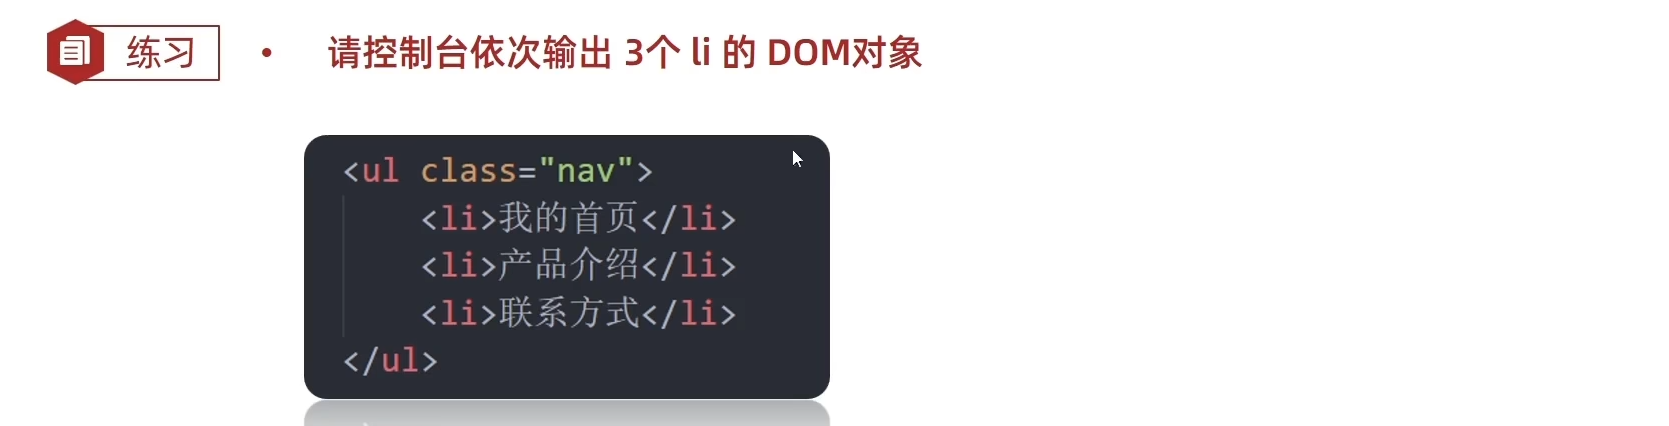 练习 • 请控制台依次输出 3个 li 的 DOM对象
<ul class="nav">
<li>我的首页</li>
<li>产品介绍</li>
<li>联系方式</li>
</ul>